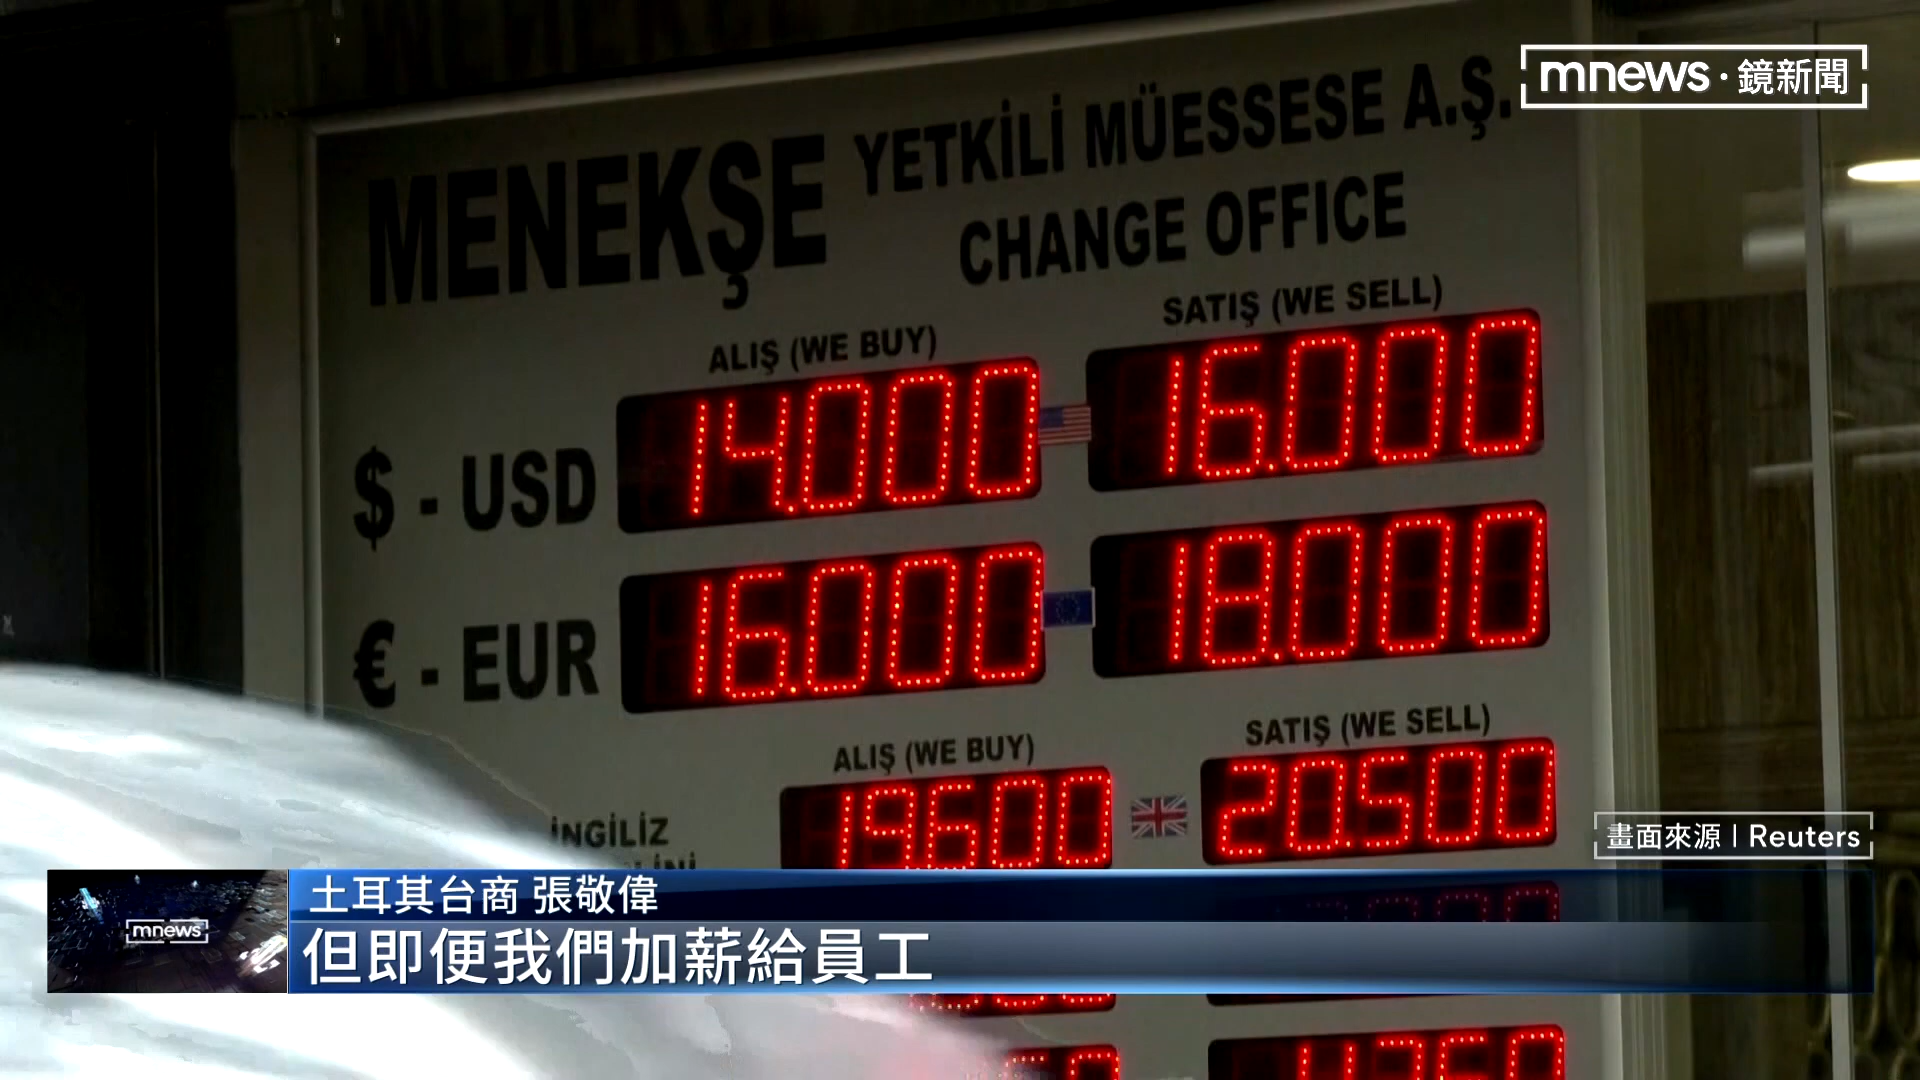 mnews·鏡新聞
MENEKŞE YETKİLİ MÜESSESE A.Ş.
CHANGE OFFICE
ALIŞ (WE BUY) SATIŞ (WE SELL)
$ - USD 14.000 16.000
€ - EUR 16.000 18.000
ALIŞ (WE BUY) SATIŞ (WE SELL)
İNGİLİZ 19.600 20.500
畫面來源 | Reuters
土耳其台商 張敬偉
mnews
但即便我們加薪給員工